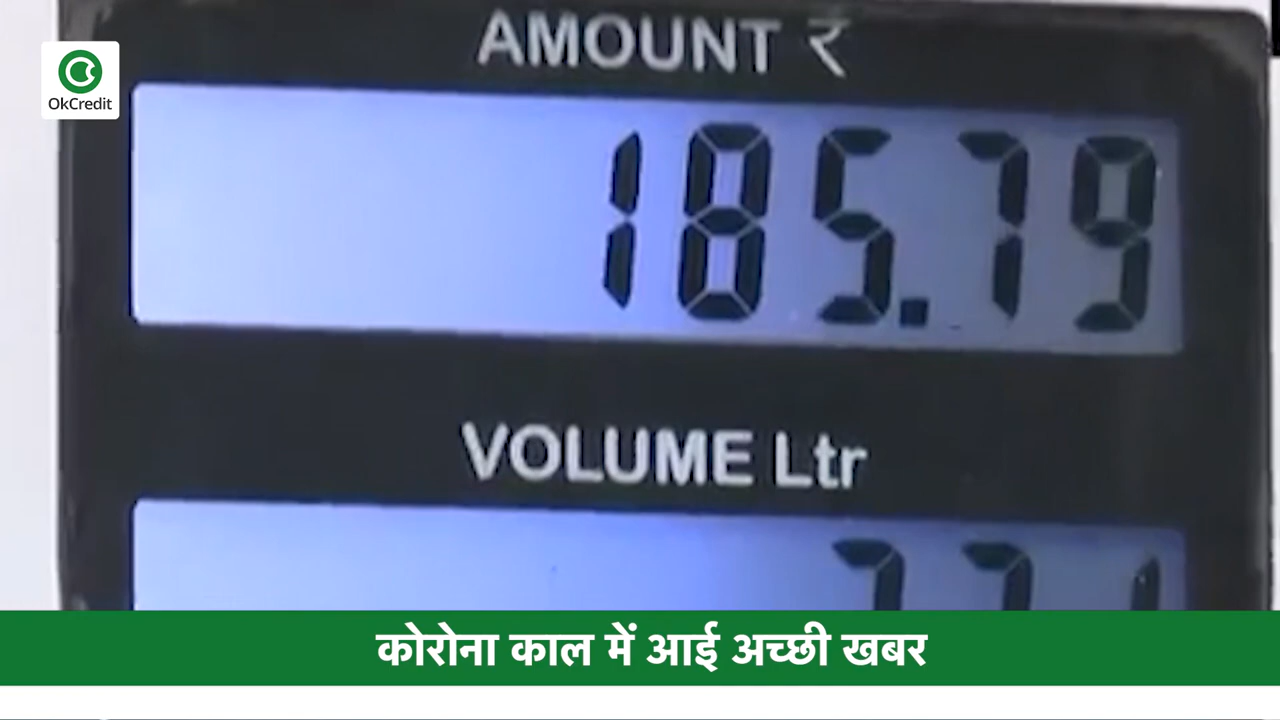 AMOUNT ₹
OkCredit
185.79
VOLUME Ltr
कोरोना काल में आई अच्छी खबर